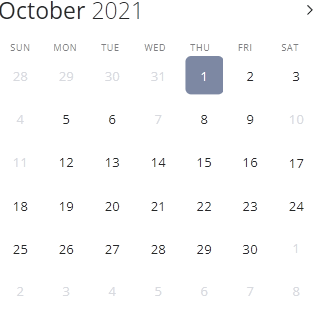 October 2021
SUN MON TUE WED THU FRI SAT
28 29 30 31 1 2 3
4 5 6 7 8 9 10
11 12 13 14 15 16 17
18 19 20 21 22 23 24
25 26 27 28 29 30 1
2 3 4 5 6 7 8